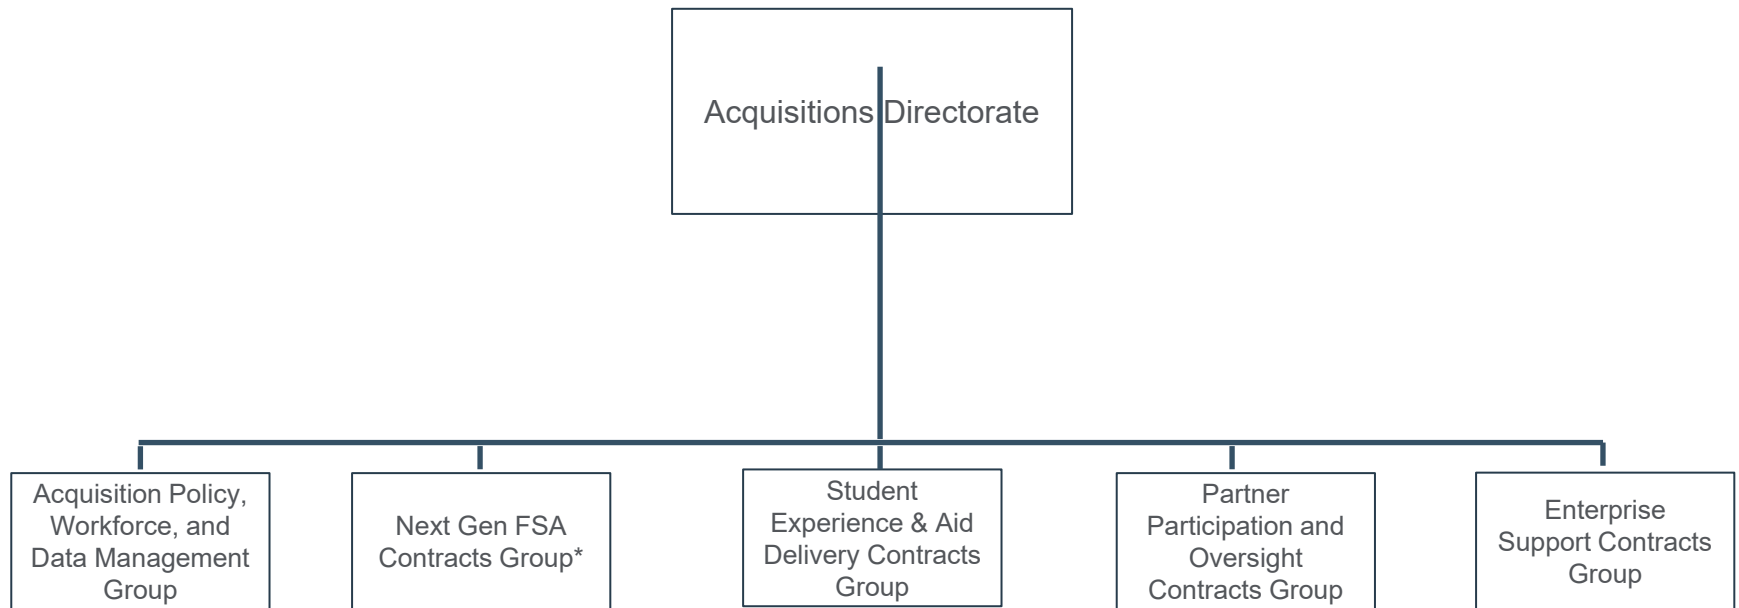 Acquisitions Directorate
Acquisition Policy,
Workforce, and
Data Management
Group
Next Gen FSA
Contracts Group*
Student
Experience & Aid
Delivery Contracts
Group
Partner
Participation and
Oversight
Contracts Group
Enterprise
Support Contracts
Group